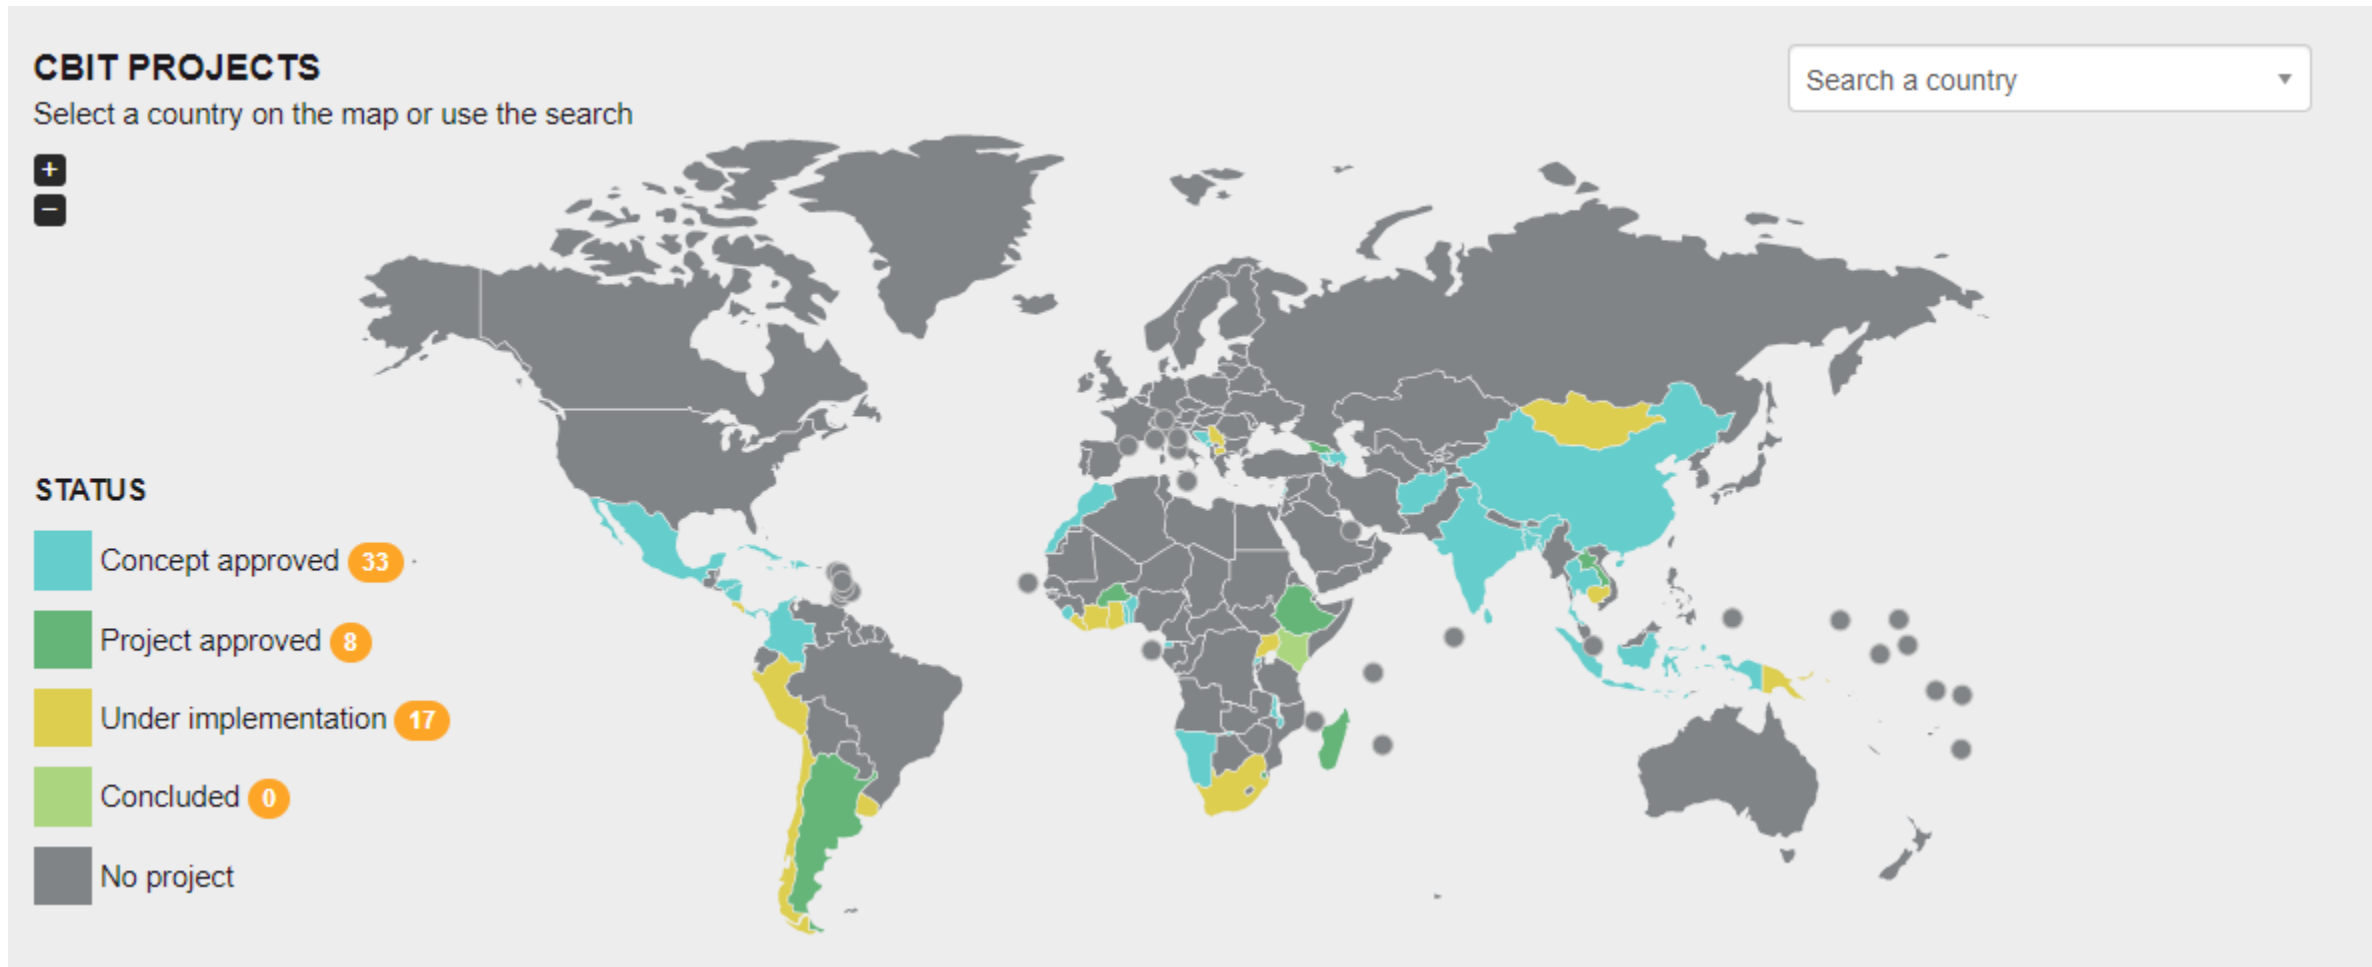 CBIT PROJECTS
Search a country
Select a country on the map or use the search
+
−
STATUS
Concept approved 33
Project approved 8
Under implementation 17
Concluded 0
No project